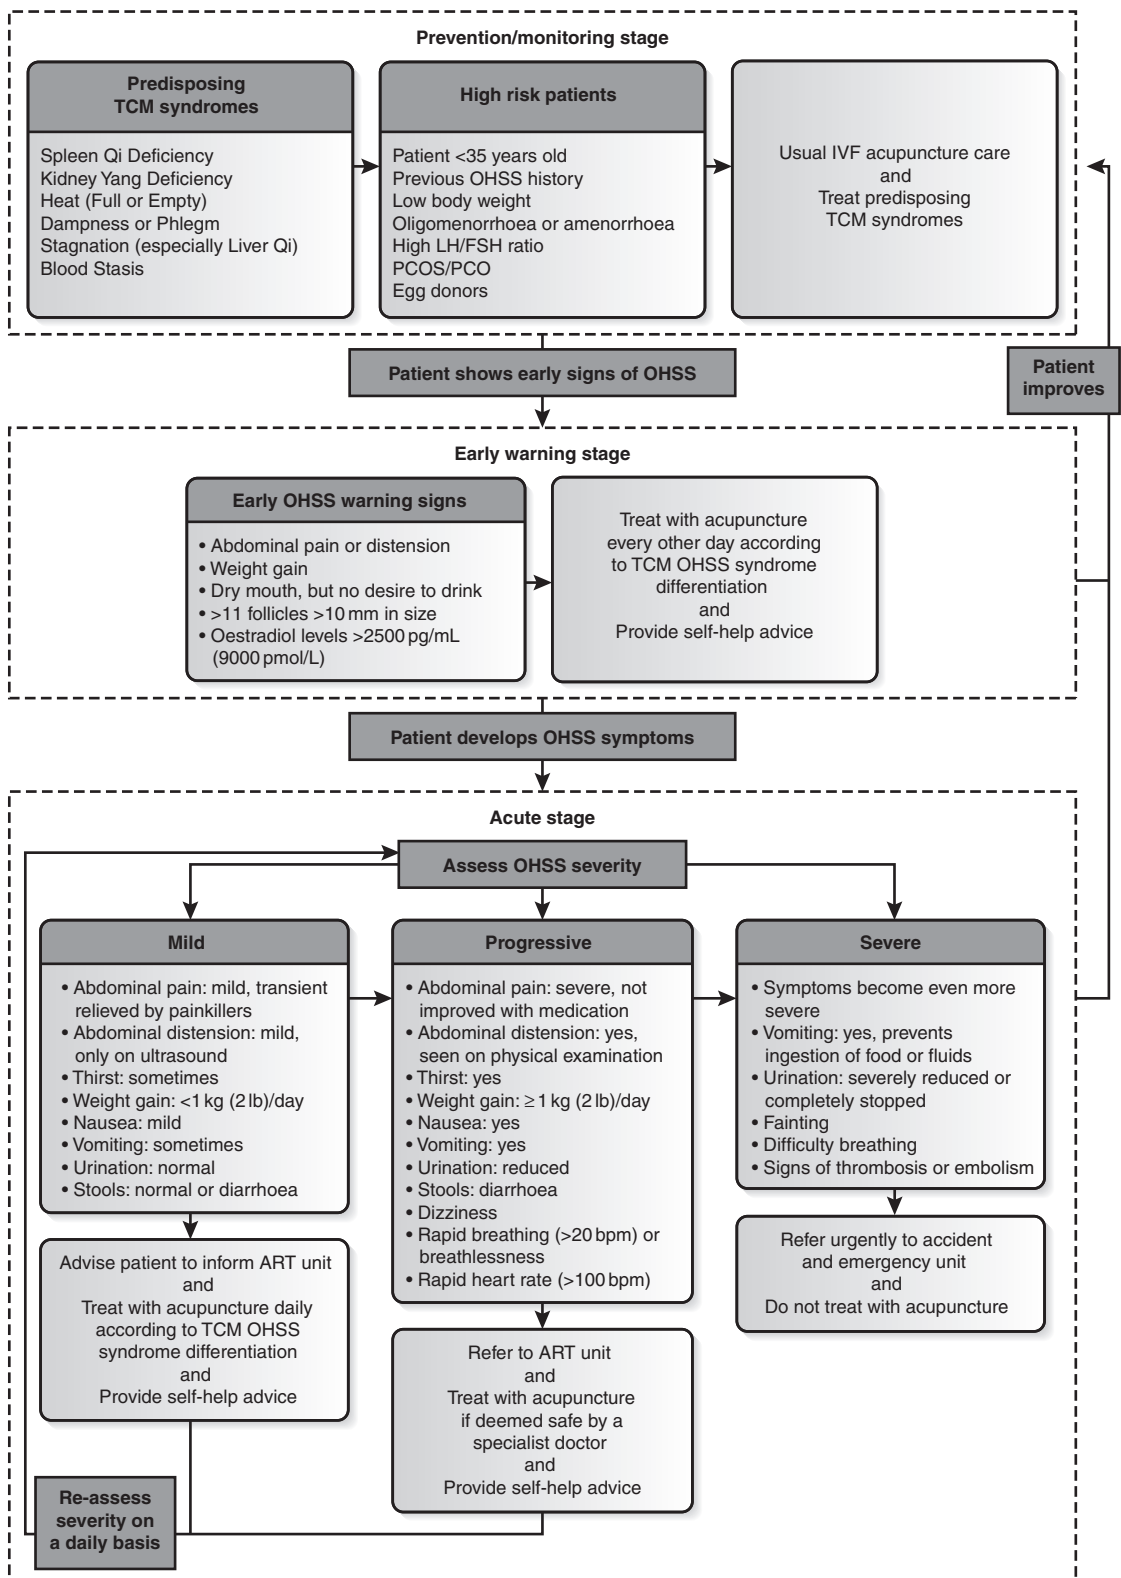 Prevention/monitoring stage
Predisposing
TCM syndromes
Spleen Qi Deficiency
Kidney Yang Deficiency
Heat (Full or Empty)
Dampness or Phlegm
Stagnation (especially Liver Qi)
Blood Stasis
High risk patients
Patient <35 years old
Previous OHSS history
Low body weight
Oligomenorrhoea or amenorrhoea
High LH/FSH ratio
PCOS/PCO
Egg donors
Usual IVF acupuncture care
and
Treat predisposing
TCM syndromes
Patient shows early signs of OHSS
Patient
improves
Early warning stage
Early OHSS warning signs
• Abdominal pain or distension
• Weight gain
• Dry mouth, but no desire to drink
• >11 follicles >10 mm in size
• Oestradiol levels >2500 pg/mL
(9000 pmol/L)
Treat with acupuncture
every other day according
to TCM OHSS syndrome
differentiation
and
Provide self-help advice
Patient develops OHSS symptoms
Acute stage
Assess OHSS severity
Mild
• Abdominal pain: mild, transient
relieved by painkillers
• Abdominal distension: mild,
only on ultrasound
• Thirst: sometimes
• Weight gain: <1 kg (2 lb)/day
• Nausea: mild
• Vomiting: sometimes
• Urination: normal
• Stools: normal or diarrhoea
Advise patient to inform ART unit
and
Treat with acupuncture daily
according to TCM OHSS
syndrome differentiation
and
Provide self-help advice
Progressive
• Abdominal pain: severe, not
improved with medication
• Abdominal distension: yes,
seen on physical examination
• Thirst: yes
• Weight gain: ≥1 kg (2 lb)/day
• Nausea: yes
• Vomiting: yes
• Urination: reduced
• Stools: diarrhoea
• Dizziness
• Rapid breathing (>20 bpm) or
breathlessness
• Rapid heart rate (>100 bpm)
Refer to ART unit
and
Treat with acupuncture
if deemed safe by a
specialist doctor
and
Provide self-help advice
Severe
• Symptoms become even more
severe
• Vomiting: yes, prevents
ingestion of food or fluids
• Urination: severely reduced or
completely stopped
• Fainting
• Difficulty breathing
• Signs of thrombosis or embolism
Refer urgently to accident
and emergency unit
and
Do not treat with acupuncture
Re-assess
severity on
a daily basis